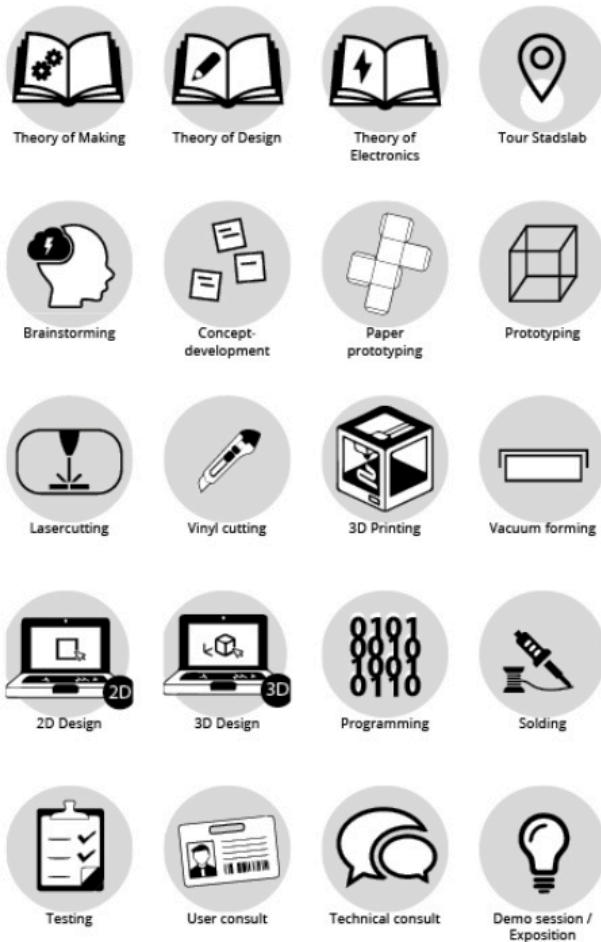 Theory of Making
Theory of Design
Theory of
Electronics
Tour Stadslab
Brainstorming
Concept-
development
Paper
prototyping
Prototyping
Lasercutting
Vinyl cutting
3D Printing
Vacuum forming
2D
2D Design
3D
3D Design
0101
0010
1001
0110
Programming
Solding
Testing
User consult
Technical consult
Demo session /
Exposition